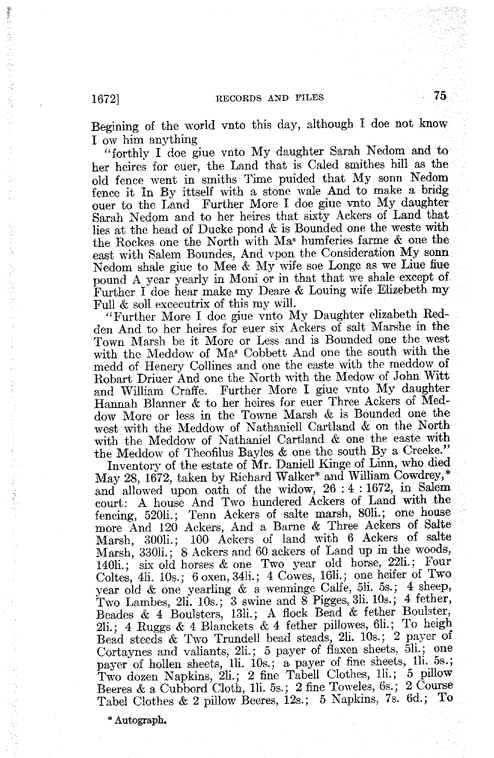 1672] RECORDS AND FILES 75
Begining of the world vnto this day, although I doe not know
I ow him anything
"forthly I doe giue vnto My daughter Sarah Nedom and to
her heires for euer, the Land that is Caled smithes hill as the
old fence went in smiths Time puided that My sonn Nedom
fence it In By ittself with a stone wale And to make a bridg
ouer to the Land Further More I doe giue vnto My daughter
Sarah Nedom and to her heires that sixty Ackers of Land that
lies at the head of Ducke pond & is Bounded one the weste with
the Rockes one the North with Maʳ humferies farme & one the
east with Salem Boundes, And vpon the Consideration My sonn
Nedom shale giue to Mee & My wife soe Longe as we Liue fiue
pound A year yearly in Moni or in that that we shale except of
Further I doe hear make my Deare & Louing wife Elizebeth my
Full & soll excecutrix of this my will.
"Further More I doe giue vnto My Daughter elizabeth Red-
den And to her heires for euer six Ackers of salt Marshe in the
Town Marsh be it More or Less and is Bounded one the west
with the Meddow of Maʳ Cobbett And one the south with the
medd of Henery Collines and one the easte with the meddow of
Robart Driuer And one the North with the Medow of John Witt
and William Craffe. Further More I giue vnto My daughter
Hannah Blanner & to her heires for euer Three Ackers of Med-
dow More or less in the Towne Marsh & is Bounded one the
west with the Meddow of Nathaniell Cartland & on the North
with the Meddow of Nathaniel Cartland & one the easte with
the Meddow of Theofilus Bayles & one the south By a Creeke."
Inventory of the estate of Mr. Daniell Kinge of Linn, who died
May 28, 1672, taken by Richard Walker* and William Cowdrey,*
and allowed upon oath of the widow, 26 : 4 : 1672, in Salem
court: A house And Two hundered Ackers of Land with the
fencing, 520li.; Tenn Ackers of salte marsh, 80li.; one house
more And 120 Ackers, And a Barne & Three Ackers of Salte
Marsh, 300li.; 100 Ackers of land with 6 Ackers of salte
Marsh, 330li.; 8 Ackers and 60 ackers of Land up in the woods,
140li.; six old horses & one Two year old horse, 22li.; Four
Coltes, 4li. 10s.; 6 oxen, 34li.; 4 Cowes, 16li.; one heifer of Two
year old & one yearling & a wenninge Calfe, 5li. 5s.; 4 sheep,
Two Lambes, 2li. 10s.; 3 swine and 8 Pigges, 3li. 10s.; 4 fether,
Beades & 4 Boulsters, 13li.; A flock Bead & fether Boulster,
2li.; 4 Ruggs & 4 Blanckets & 4 fether pillowes, 6li.; To heigh
Bead steeds & Two Trundell bead steads, 2li. 10s.; 2 payer of
Cortaynes and valiants, 2li.; 5 payer of flaxen sheets, 5li.; one
payer of hollen sheets, 1li. 10s.; a payer of fine sheets, 1li. 5s.;
Two dozen Napkins, 2li.; 2 fine Tabell Clothes, 1li.; 5 pillow
Beeres & a Cubbord Cloth, 1li. 5s.; 2 fine Toweles, 6s.; 2 Course
Tabel Clothes & 2 pillow Beeres, 12s.; 5 Napkins, 7s. 6d.; To
* Autograph.